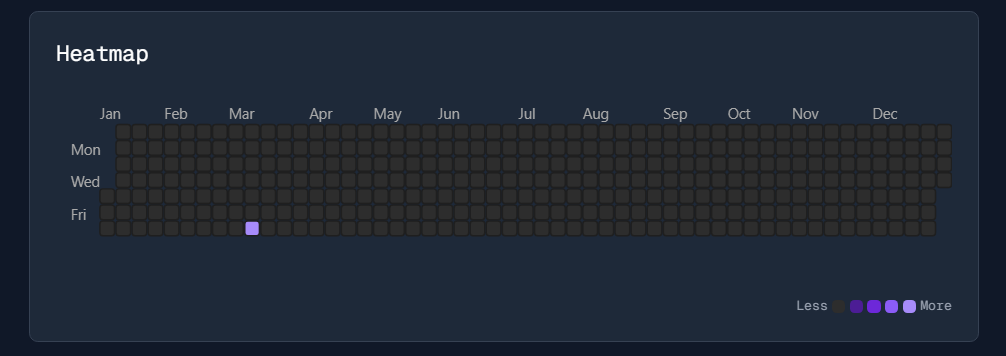 Heatmap
Jan Feb Mar Apr May Jun Jul Aug Sep Oct Nov Dec
Mon
Wed
Fri
Less More